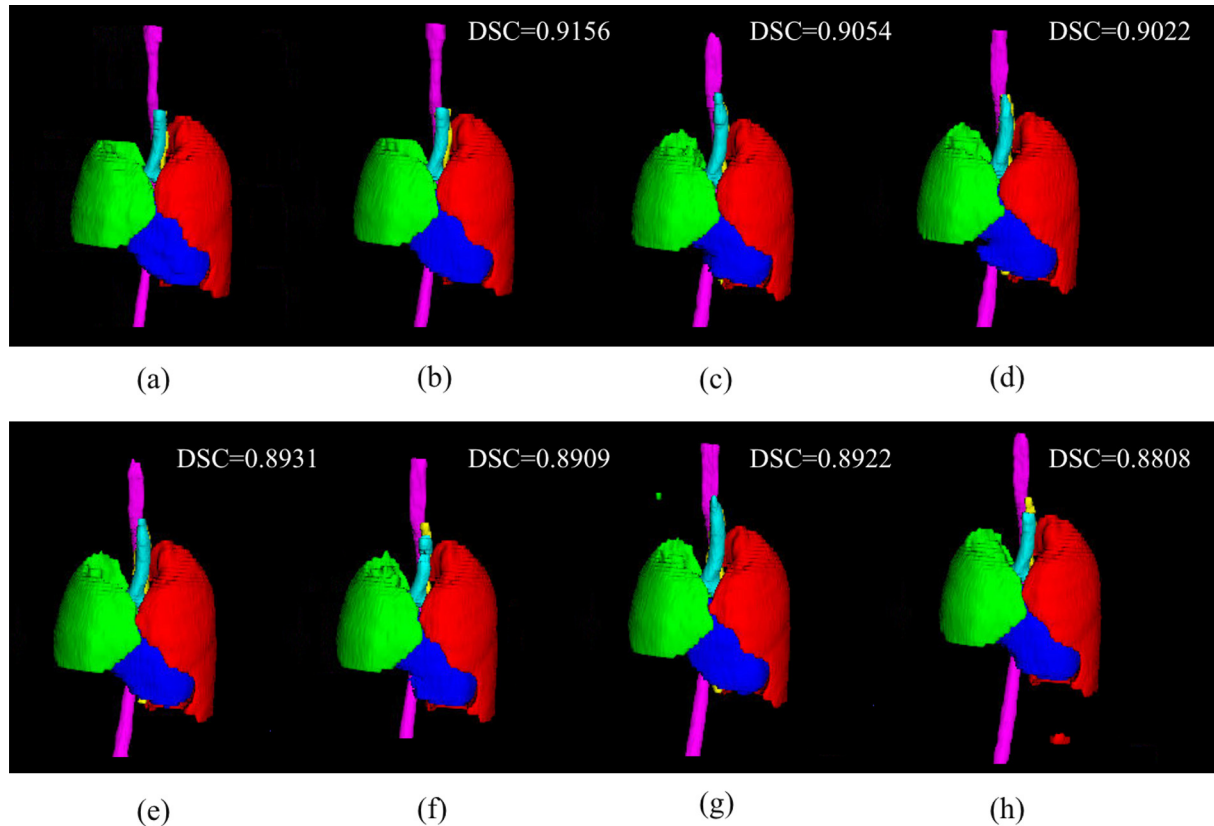 DSC=0.9156 DSC=0.9054 DSC=0.9022
(a) (b) (c) (d)
DSC=0.8931 DSC=0.8909 DSC=0.8922 DSC=0.8808
(e) (f) (g) (h)